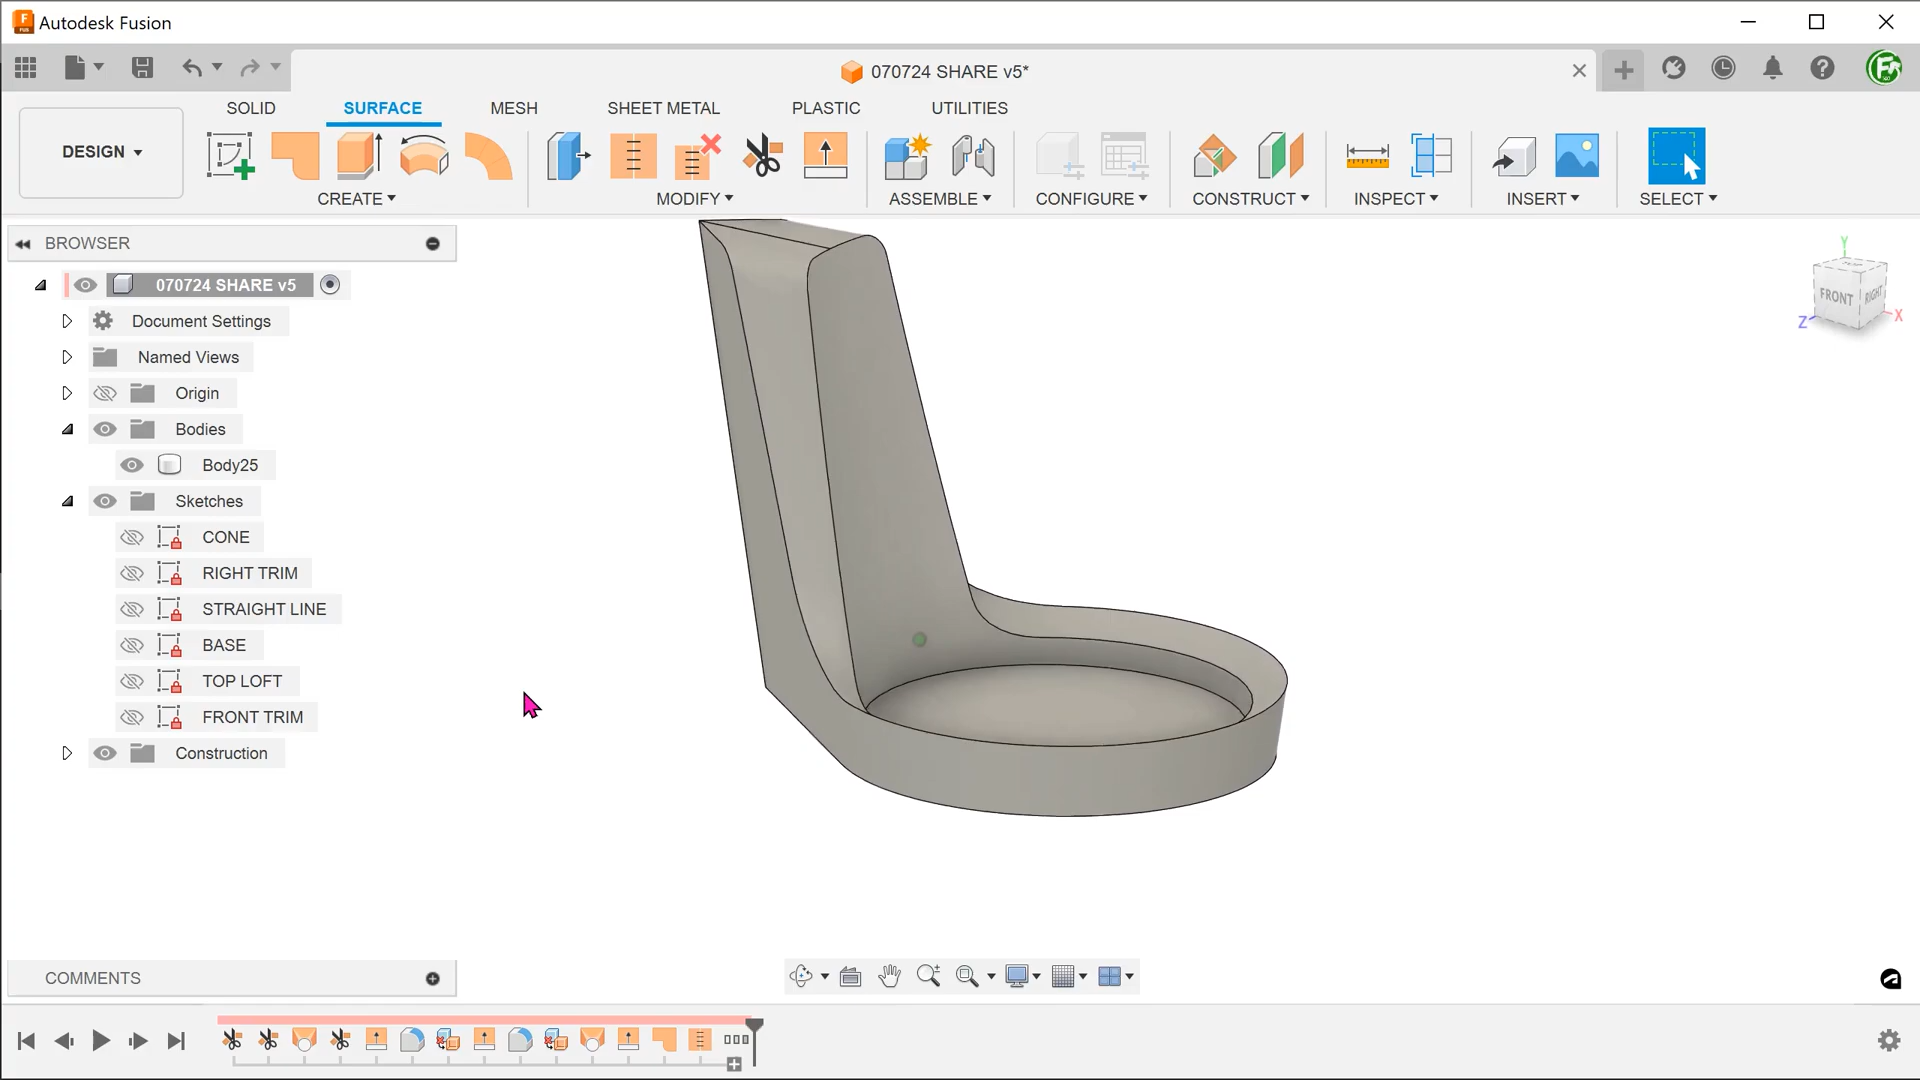 Autodesk Fusion
070724 SHARE v5*
SOLID SURFACE MESH SHEET METAL PLASTIC UTILITIES
DESIGN
CREATE MODIFY ASSEMBLE CONFIGURE CONSTRUCT INSPECT INSERT SELECT
BROWSER
070724 SHARE v5
Document Settings
Named Views
Origin
Bodies
Body25
Sketches
CONE
RIGHT TRIM
STRAIGHT LINE
BASE
TOP LOFT
FRONT TRIM
Construction
Y
TOP
FRONT RIGHT
Z X
COMMENTS